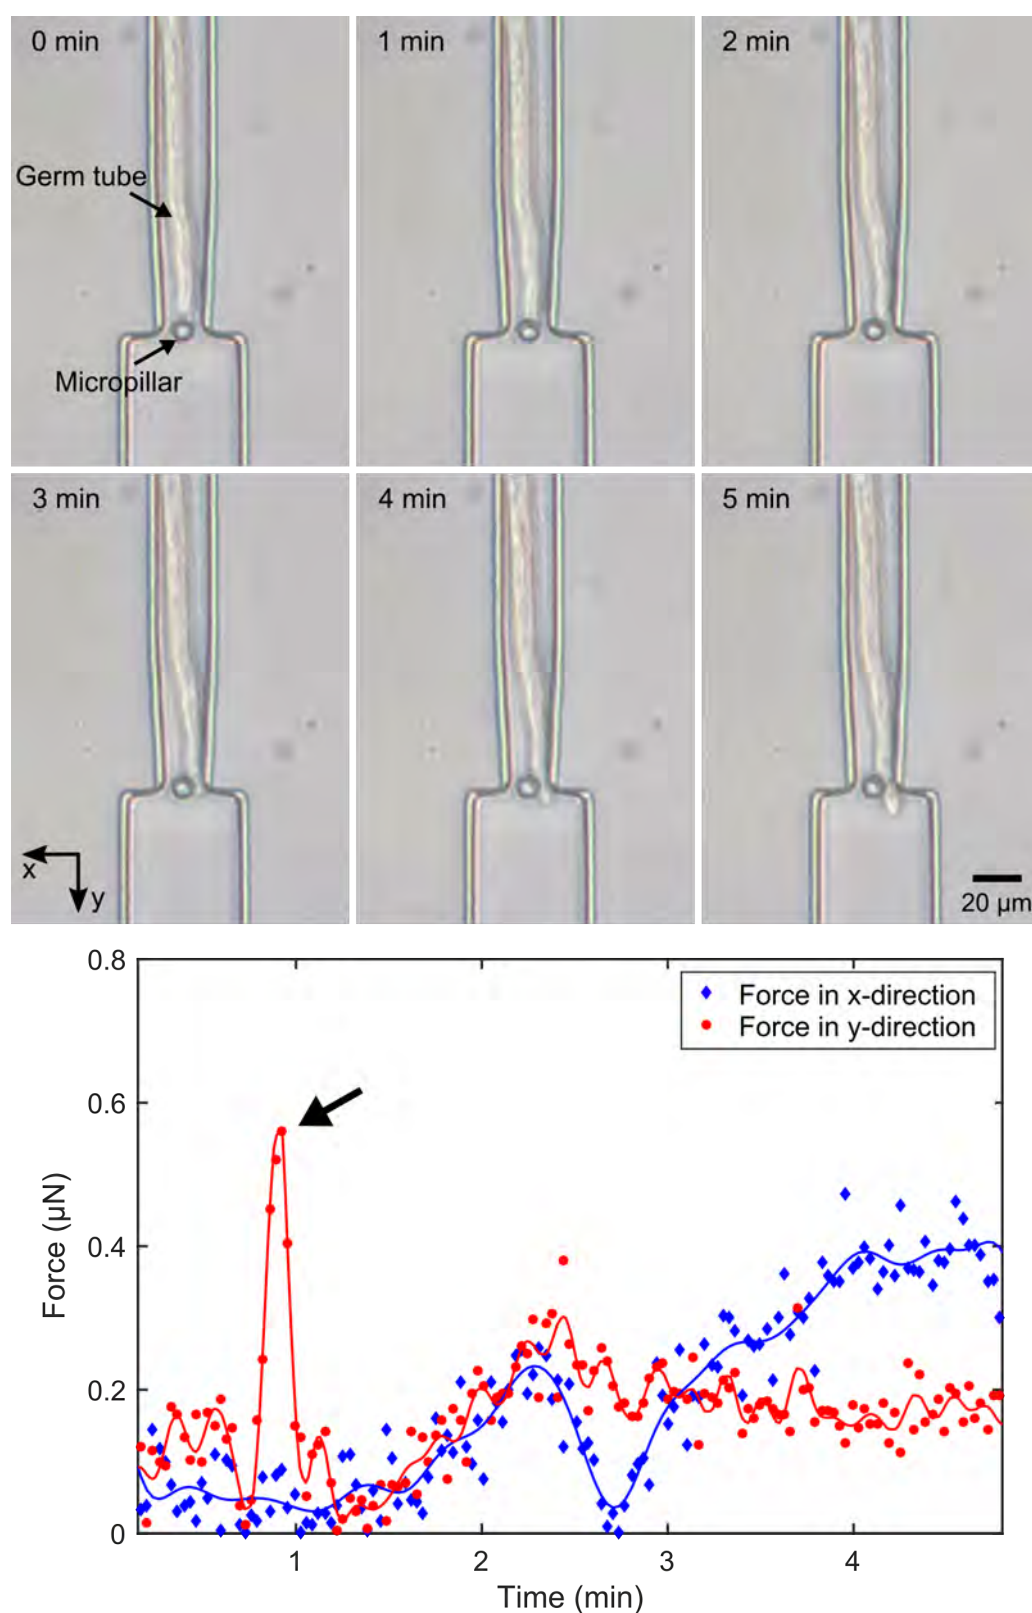 0 min
1 min
2 min
Germ tube
Micropillar
3 min
4 min
5 min
x
y
20 µm
0.8
0.6
0.4
0.2
0
Force (µN)
Force in x-direction
Force in y-direction
1
2
3
4
Time (min)